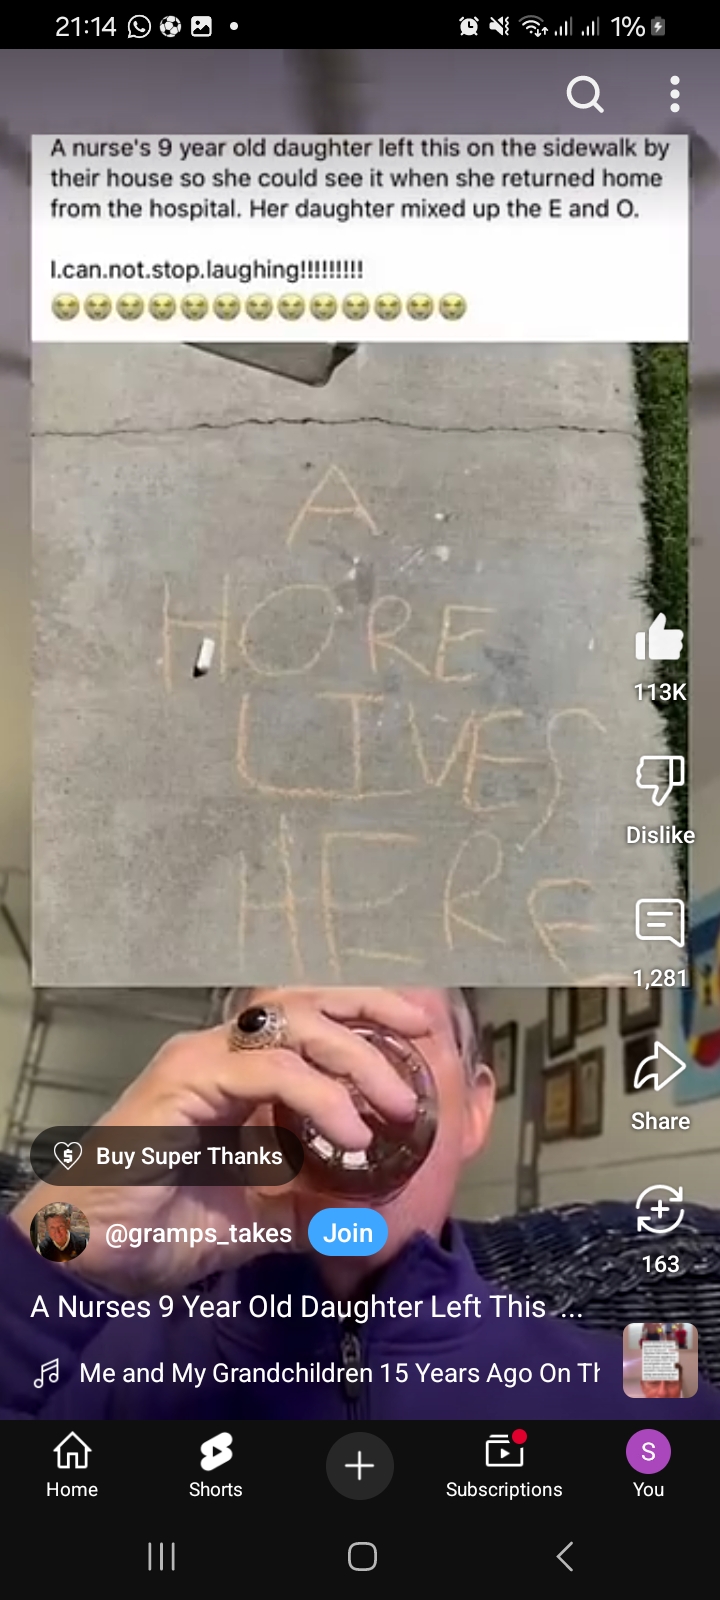 21:14
1%
A nurse's 9 year old daughter left this on the sidewalk by
their house so she could see it when she returned home
from the hospital. Her daughter mixed up the E and O.
I.can.not.stop.laughing!!!!!!!!!
A
HORE
LIVES
HERE
113K
Dislike
1,281
Share
Buy Super Thanks
@gramps_takes Join
163
A Nurses 9 Year Old Daughter Left This ...
Me and My Grandchildren 15 Years Ago On Th
Home Shorts Subscriptions S You